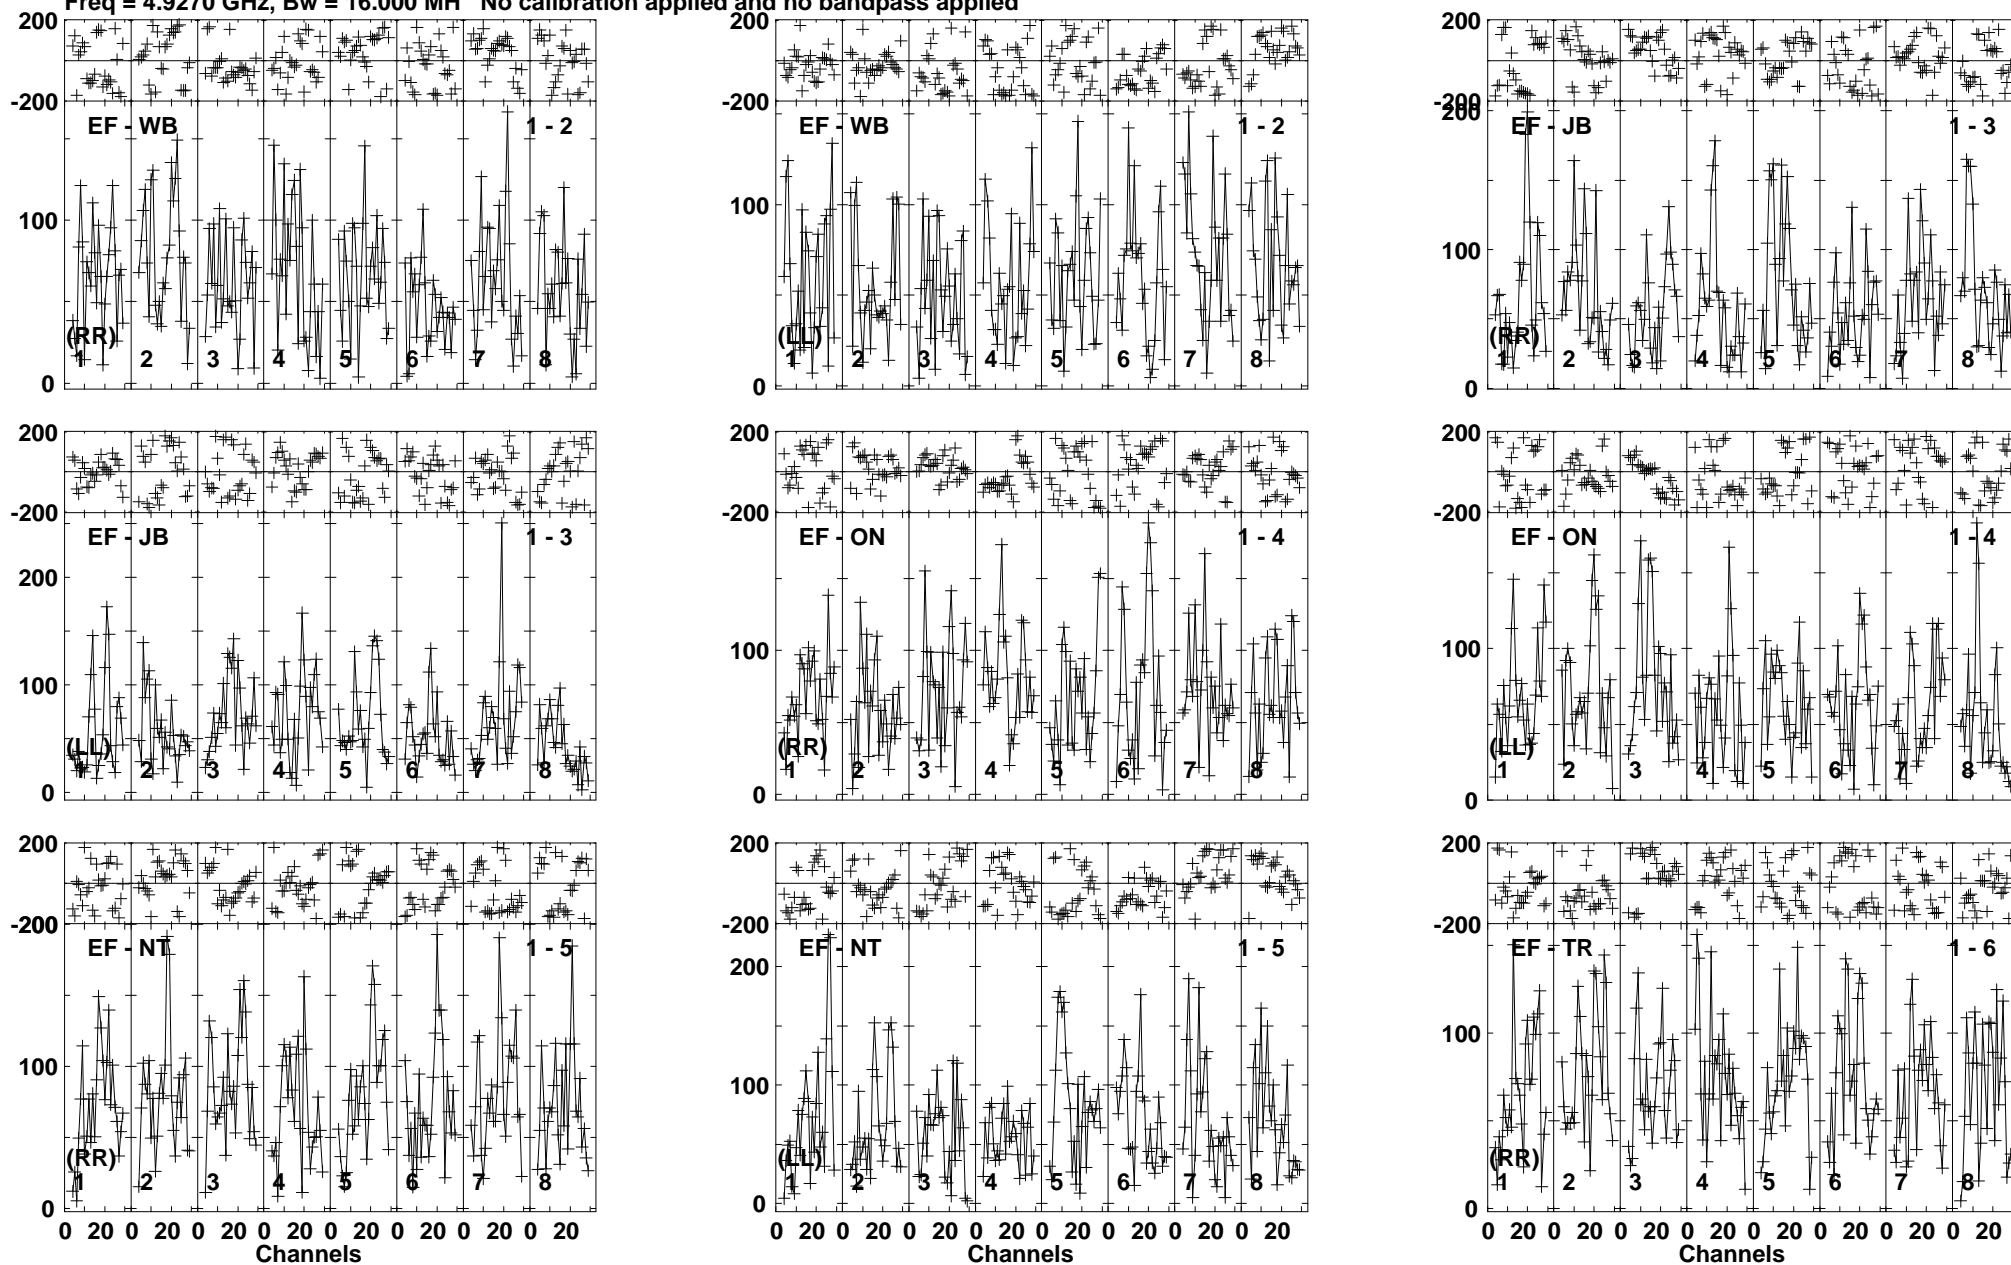 Freq = 4.9270 GHz, Bw = 16.000 MH No calibration applied and no bandpass applied
200 200 200
-200 -200 -200
EF - WB 1 - 2 EF - WB 1 - 2 200 EF - JB 1 - 3
100 100 100
(RR) (LL) (RR)
1 2 3 4 5 6 7 8 1 2 3 4 5 6 7 8 1 2 3 4 5 6 7 8
0 0 0
200 200 200
-200 -200 -200
EF - JB 1 - 3 EF - ON 1 - 4 EF - ON 1 - 4
200
100 100 100
(LL) (RR) (LL)
1 2 3 4 5 6 7 8 1 2 3 4 5 6 7 8 1 2 3 4 5 6 7 8
0 0 0
200 200 200
-200 -200 -200
EF - NT 1 - 5 EF - NT 1 - 5 EF - TR 1 - 6
200
100 100 100
(RR) (LL) (RR)
1 2 3 4 5 6 7 8 1 2 3 4 5 6 7 8 1 2 3 4 5 6 7 8
0 0 0
0 20 0 20 0 20 0 20 0 20 0 20 0 20 0 20 0 20 0 20 0 20 0 20 0 20 0 20 0 20 0 20 0 20 0 20 0 20 0 20 0 20 0 20 0 20 0 20
Channels Channels Channels